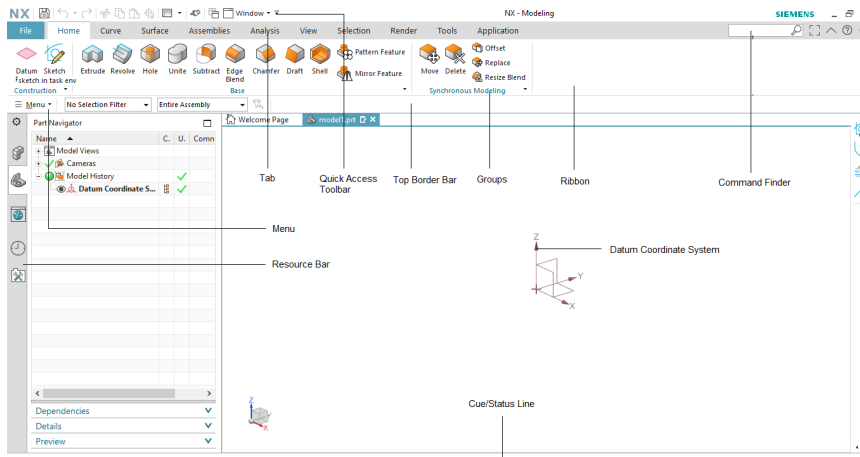 NX Window NX - Modeling SIEMENS
File Home Curve Surface Assemblies Analysis View Selection Render Tools Application
Datum Sketch Extrude Revolve Hole Unite Subtract Edge Blend Chamfer Draft Shell
fsketch in task env
Pattern Feature
Mirror Feature
Move Delete
Offset
Replace
Resize Blend
Construction Base Synchronous Modeling
Menu No Selection Filter Entire Assembly
Part Navigator
Welcome Page model1.prt
Name C. U. Comn
Model Views
Cameras
Model History
Datum Coordinate S...
Tab
Quick Access
Toolbar
Top Border Bar
Groups
Ribbon
Command Finder
Menu
Resource Bar
Datum Coordinate System
Z
Y
X
Cue/Status Line
Z
X
Dependencies
Details
Preview